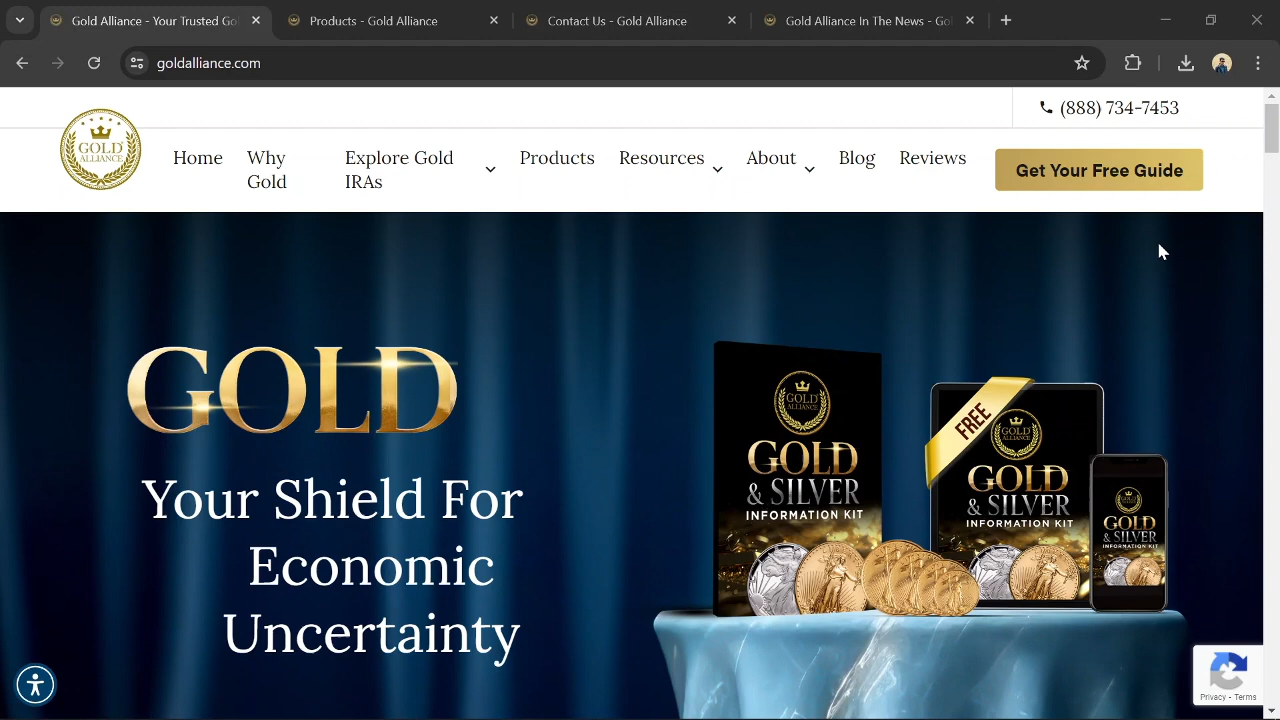 Gold Alliance - Your Trusted Go
Products - Gold Alliance
Contact Us - Gold Alliance
Gold Alliance In The News - Go
goldalliance.com
(888) 734-7453
GOLD
ALLIANCE
Home
Why
Gold
Explore Gold
IRAs
Products
Resources
About
Blog
Reviews
Get Your Free Guide
GOLD
Your Shield For
Economic
Uncertainty
GOLD
ALLIANCE
GOLD
& SILVER
INFORMATION KIT
FREE
GOLD
ALLIANCE
GOLD
& SILVER
INFORMATION KIT
GOLD
& SILVER
INFORMATION KIT
Privacy - Terms